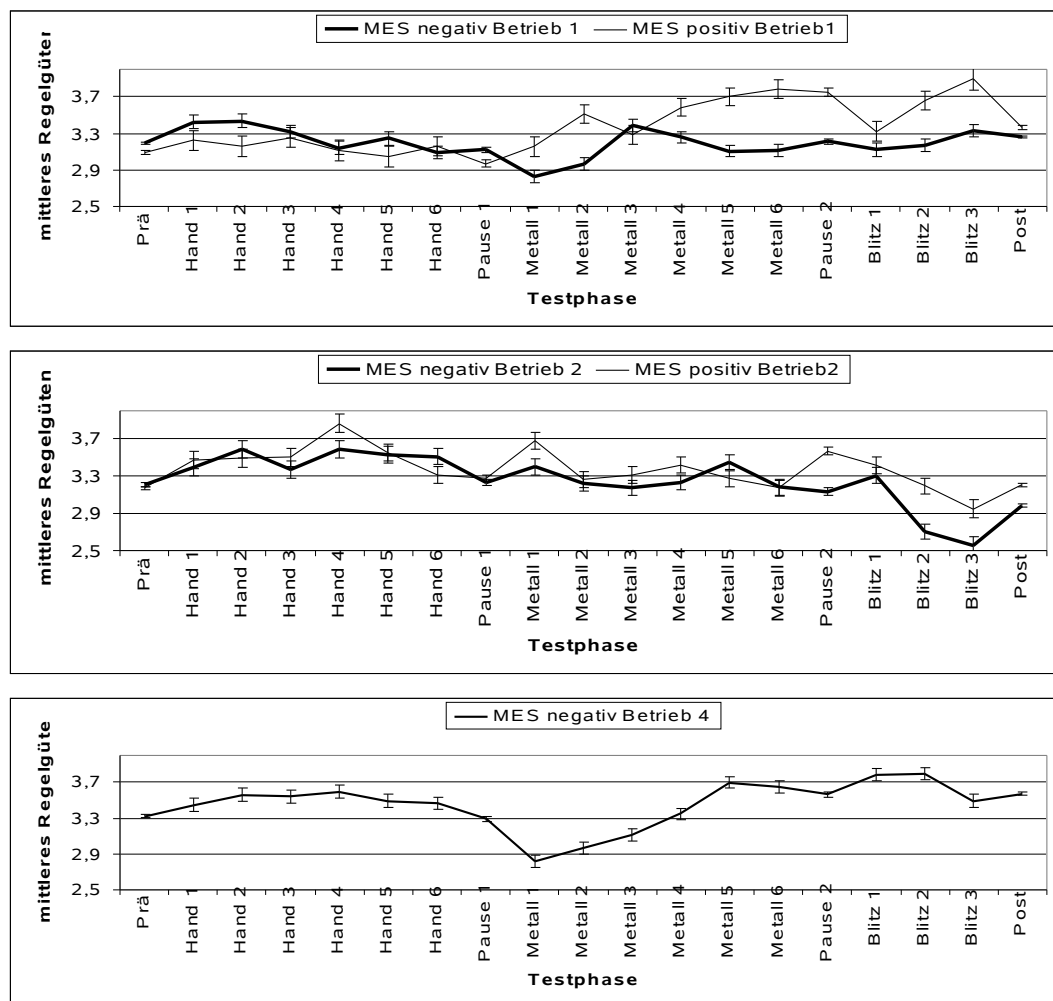 MES negativ Betrieb 1 MES positiv Betrieb1
mittleres Regelgüter
3,7
3,3
2,9
2,5
Prä
Hand 1
Hand 2
Hand 3
Hand 4
Hand 5
Hand 6
Pause 1
Metall 1
Metall 2
Metall 3
Metall 4
Metall 5
Metall 6
Pause 2
Blitz 1
Blitz 2
Blitz 3
Post
Testphase
MES negativ Betrieb 2 MES positiv Betrieb2
mittleres Regelgüten
3,7
3,3
2,9
2,5
Prä
Hand 1
Hand 2
Hand 3
Hand 4
Hand 5
Hand 6
Pause 1
Metall 1
Metall 2
Metall 3
Metall 4
Metall 5
Metall 6
Pause 2
Blitz 1
Blitz 2
Blitz 3
Post
Testphase
MES negativ Betrieb 4
mittleres Regelgüte
3,7
3,3
2,9
2,5
Prä
Hand 1
Hand 2
Hand 3
Hand 4
Hand 5
Hand 6
Pause 1
Metall 1
Metall 2
Metall 3
Metall 4
Metall 5
Metall 6
Pause 2
Blitz 1
Blitz 2
Blitz 3
Post
Testphase